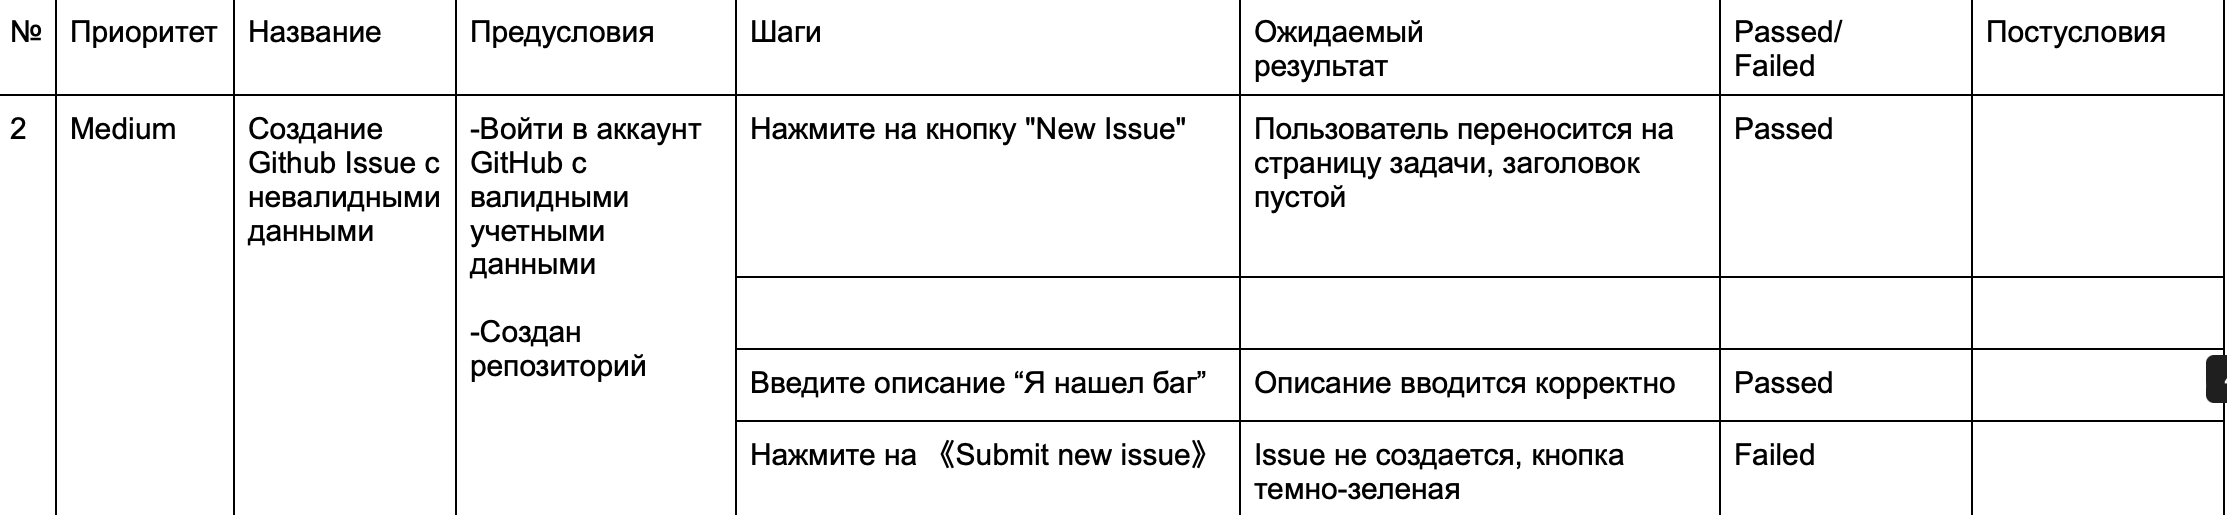 №
Приоритет
Название
Предусловия
Шаги
Ожидаемый
результат
Passed/
Failed
Постусловия
2
Medium
Создание
Github Issue с
невалидными
данными
-Войти в аккаунт
GitHub с
валидными
учетными
данными
-Создан
репозиторий
Нажмите на кнопку "New Issue"
Пользователь переносится на
страницу задачи, заголовок
пустой
Passed
Введите описание “Я нашел баг”
Описание вводится корректно
Passed
Нажмите на 《Submit new issue》
Issue не создается, кнопка
темно-зеленая
Failed